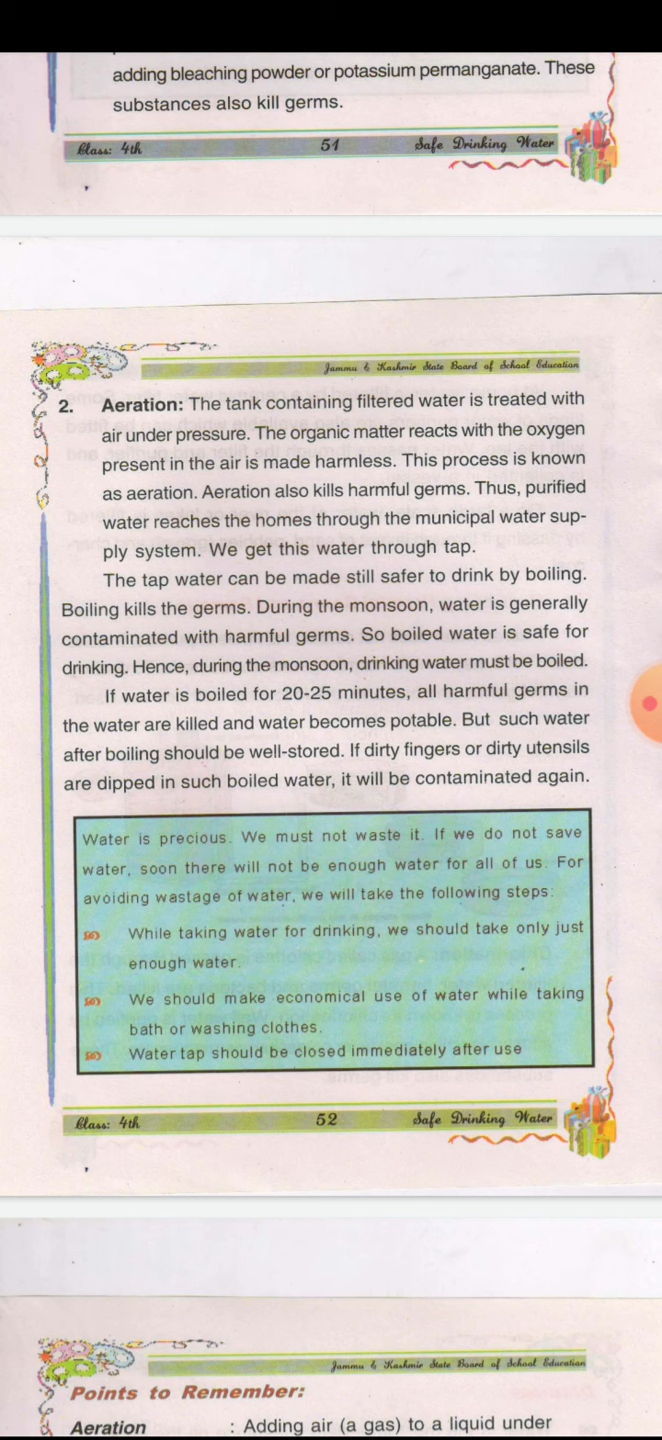 adding bleaching powder or potassium permanganate. These
substances also kill germs.
Class: 4th 51 Safe Drinking Water
Jammu & Kashmir State Board of School Education
2. Aeration: The tank containing filtered water is treated with
air under pressure. The organic matter reacts with the oxygen
present in the air is made harmless. This process is known
as aeration. Aeration also kills harmful germs. Thus, purified
water reaches the homes through the municipal water sup-
ply system. We get this water through tap.
The tap water can be made still safer to drink by boiling.
Boiling kills the germs. During the monsoon, water is generally
contaminated with harmful germs. So boiled water is safe for
drinking. Hence, during the monsoon, drinking water must be boiled.
If water is boiled for 20-25 minutes, all harmful germs in
the water are killed and water becomes potable. But such water
after boiling should be well-stored. If dirty fingers or dirty utensils
are dipped in such boiled water, it will be contaminated again.
Water is precious. We must not waste it. If we do not save
water, soon there will not be enough water for all of us. For
avoiding wastage of water, we will take the following steps:
While taking water for drinking, we should take only just
enough water.
We should make economical use of water while taking
bath or washing clothes.
Water tap should be closed immediately after use
Class: 4th 52 Safe Drinking Water
Jammu & Kashmir State Board of School Education
Points to Remember:
Aeration : Adding air (a gas) to a liquid under